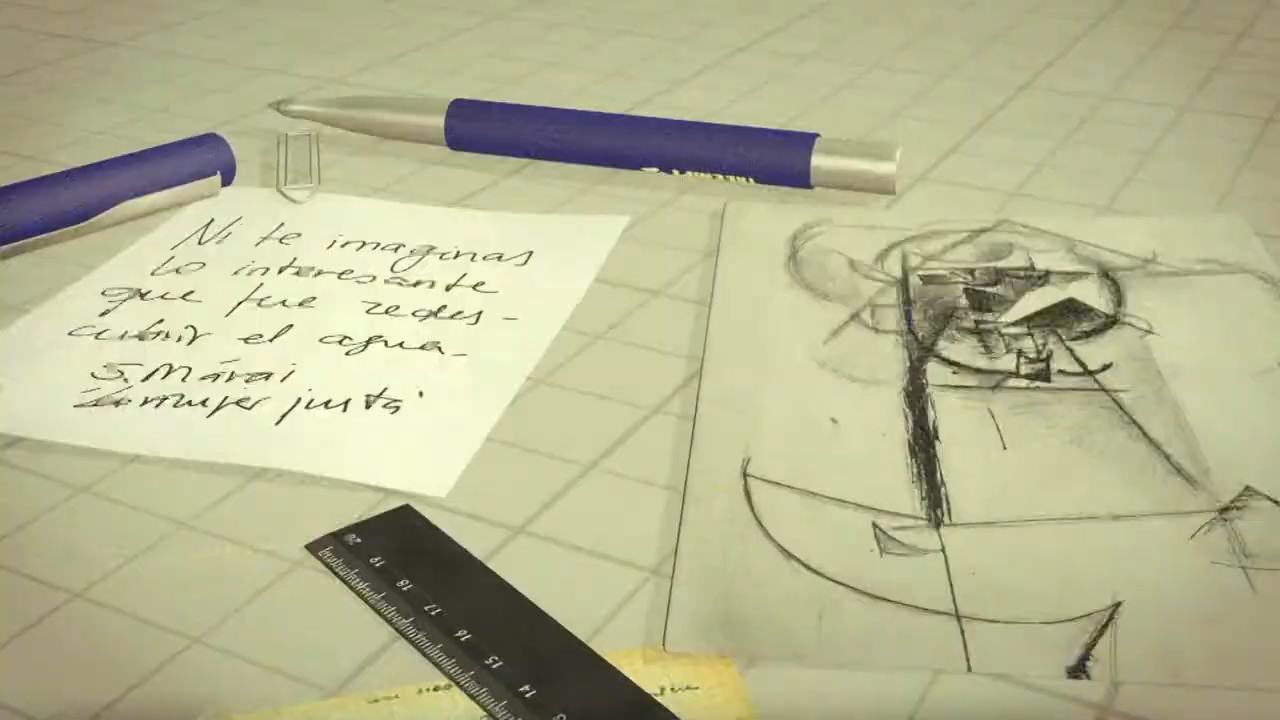 Ni te imaginas
lo interesante
que fue redes-
cubrir el agua.
S. Márai
La mujer justa
20 19 18 17 16 15 14